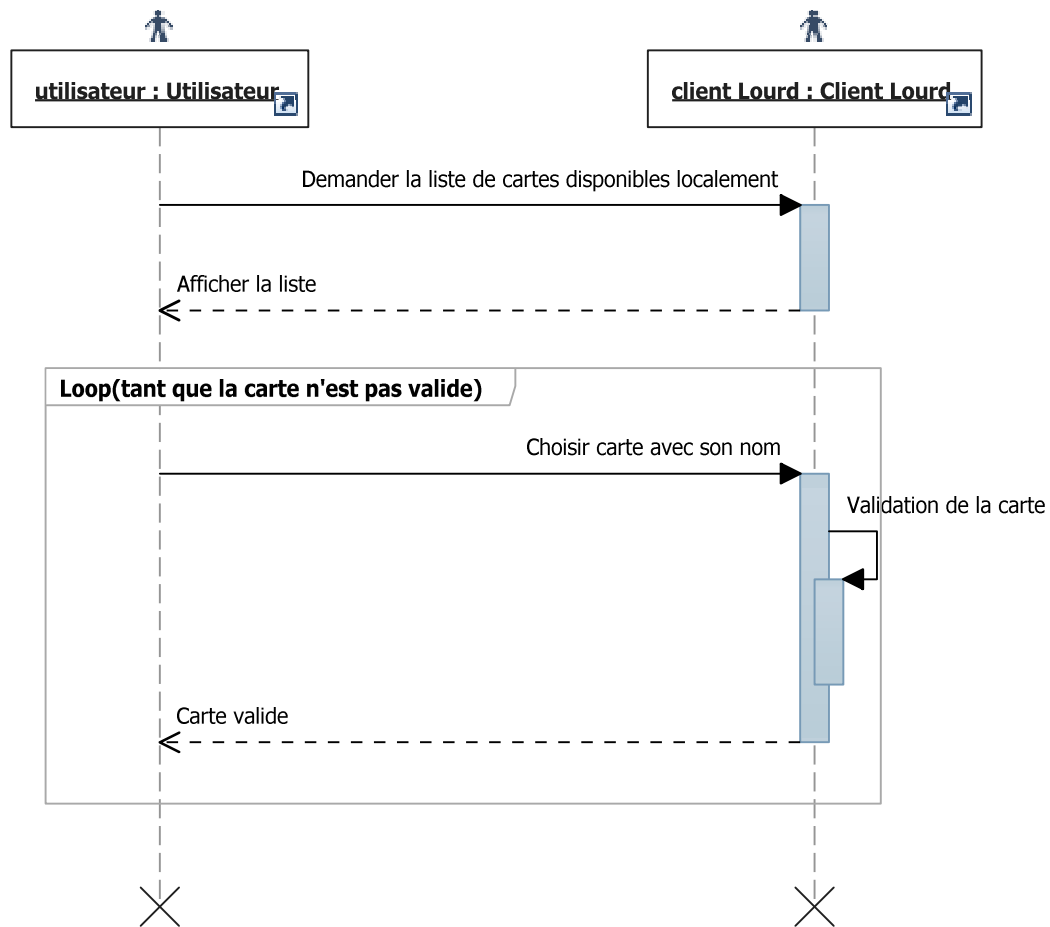 utilisateur : Utilisateur
client Lourd : Client Lourd
Demander la liste de cartes disponibles localement
Afficher la liste
Loop(tant que la carte n'est pas valide)
Choisir carte avec son nom
Validation de la carte
Carte valide